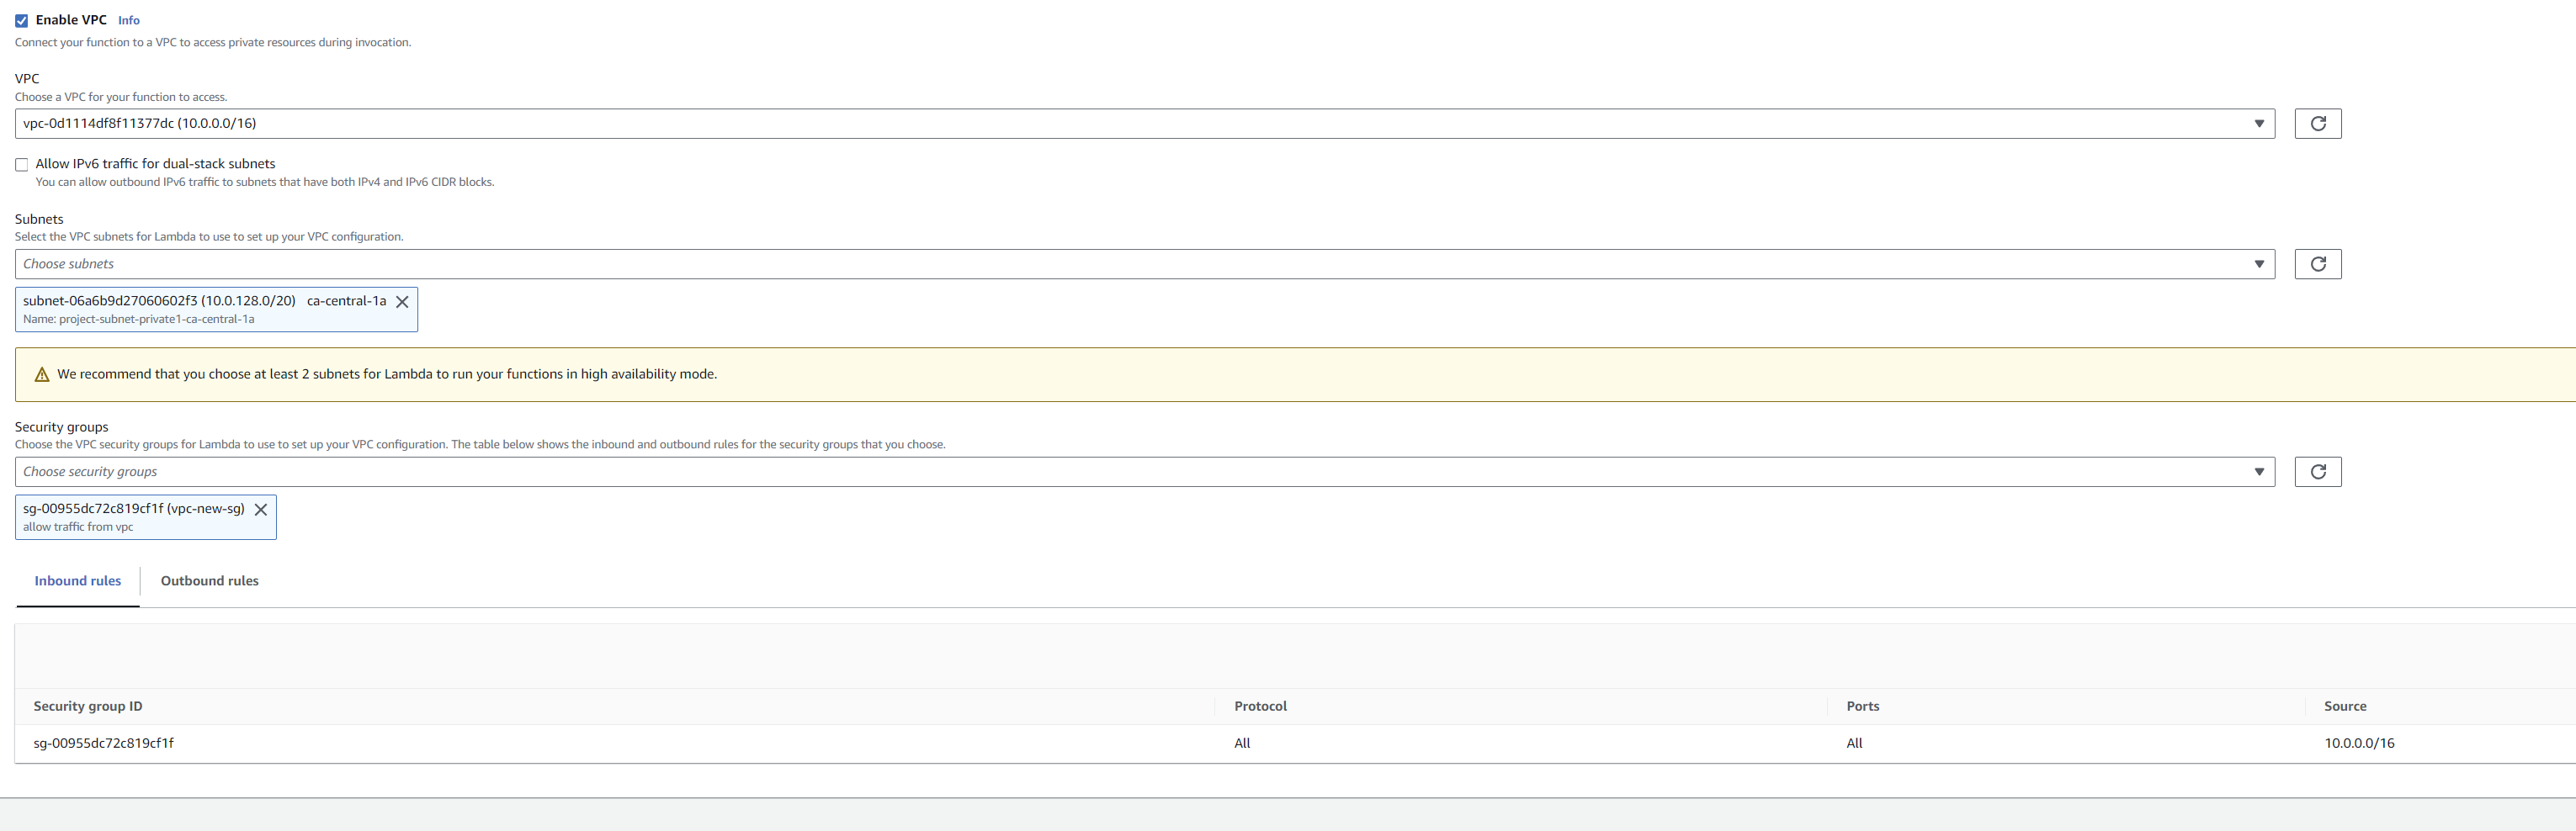 Enable VPC Info
Connect your function to a VPC to access private resources during invocation.
VPC
Choose a VPC for your function to access.
vpc-0d1114df8f11377dc (10.0.0.0/16)
Allow IPv6 traffic for dual-stack subnets
You can allow outbound IPv6 traffic to subnets that have both IPv4 and IPv6 CIDR blocks.
Subnets
Select the VPC subnets for Lambda to use to set up your VPC configuration.
Choose subnets
subnet-06a6b9d27060602f3 (10.0.128.0/20) ca-central-1a
Name: project-subnet-private1-ca-central-1a
We recommend that you choose at least 2 subnets for Lambda to run your functions in high availability mode.
Security groups
Choose the VPC security groups for Lambda to use to set up your VPC configuration. The table below shows the inbound and outbound rules for the security groups that you choose.
Choose security groups
sg-00955dc72c819cf1f (vpc-new-sg)
allow traffic from vpc
Inbound rules Outbound rules
Security group ID Protocol Ports Source
sg-00955dc72c819cf1f All All 10.0.0.0/16